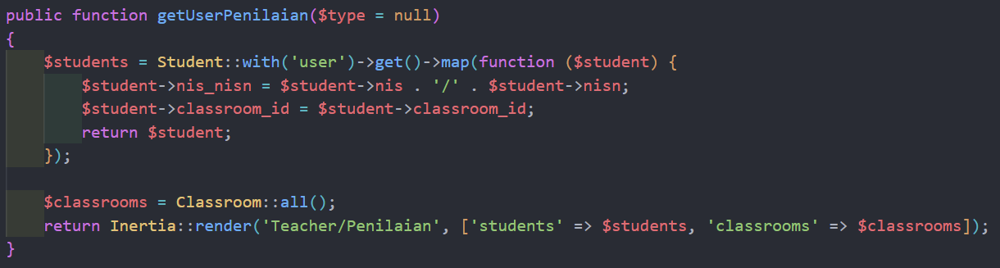 public function getUserPenilaian($type = null)
{
    $students = Student::with('user')->get()->map(function ($student) {
        $student->nis_nisn = $student->nis . '/' . $student->nisn;
        $student->classroom_id = $student->classroom_id;
        return $student;
    });

    $classrooms = Classroom::all();
    return Inertia::render('Teacher/Penilaian', ['students' => $students, 'classrooms' => $classrooms]);
}